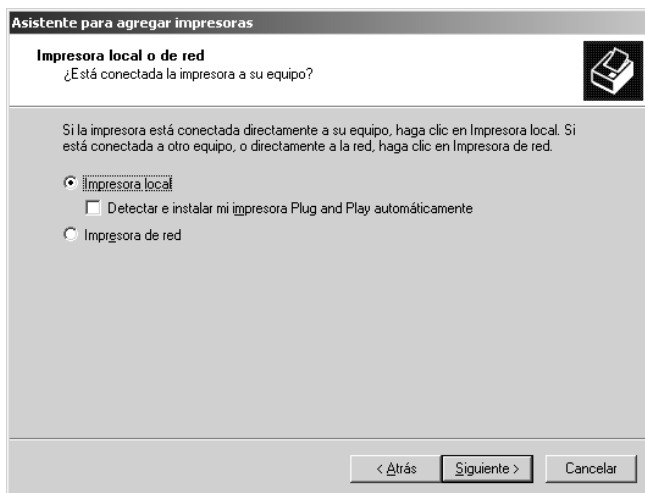 Asistente para agregar impresoras
Impresora local o de red
¿Está conectada la impresora a su equipo?
Si la impresora está conectada directamente a su equipo, haga clic en Impresora local. Si
está conectada a otro equipo, o directamente a la red, haga clic en Impresora de red.
Impresora local
Detectar e instalar mi impresora Plug and Play automáticamente
Impresora de red
< Atrás
Siguiente >
Cancelar